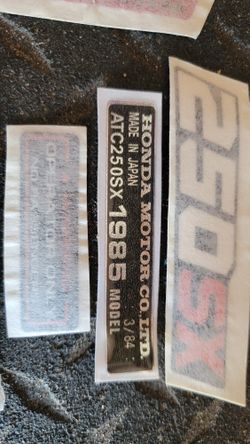 HONDA MOTOR CO. LTD.
MADE IN JAPAN
ATC250SX 1985 MODEL
3/84
250SX